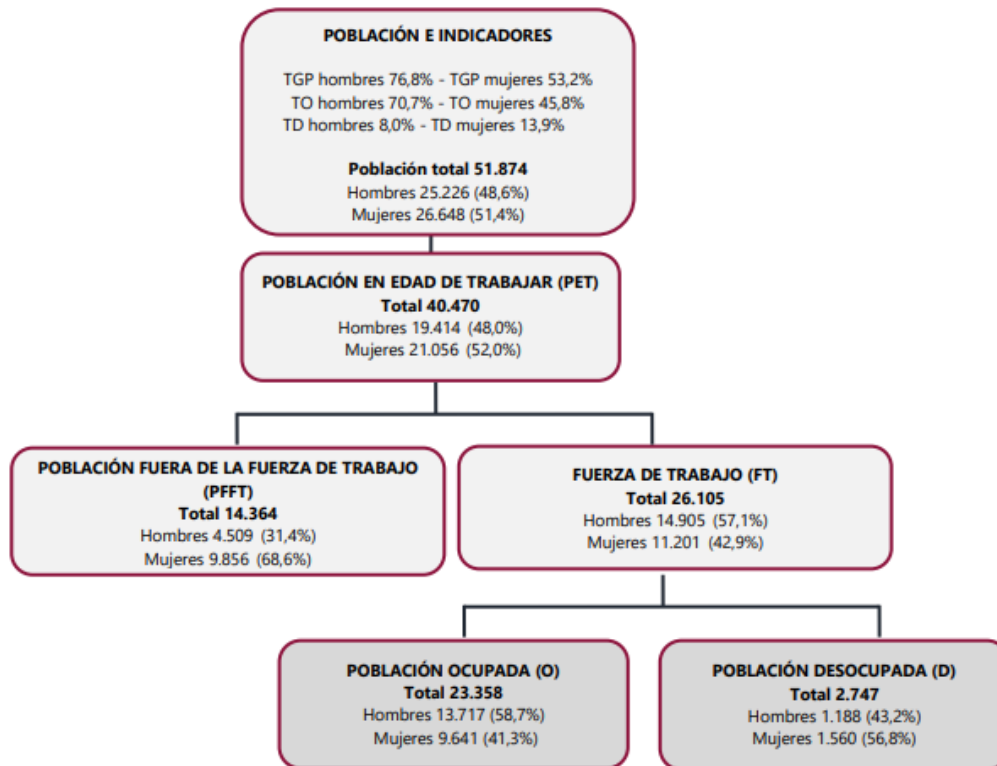 POBLACIÓN E INDICADORES
TGP hombres 76,8% - TGP mujeres 53,2%
TO hombres 70,7% - TO mujeres 45,8%
TD hombres 8,0% - TD mujeres 13,9%
Población total 51.874
Hombres 25.226 (48,6%)
Mujeres 26.648 (51,4%)
POBLACIÓN EN EDAD DE TRABAJAR (PET)
Total 40.470
Hombres 19.414 (48,0%)
Mujeres 21.056 (52,0%)
POBLACIÓN FUERA DE LA FUERZA DE TRABAJO
(PFFT)
Total 14.364
Hombres 4.509 (31,4%)
Mujeres 9.856 (68,6%)
FUERZA DE TRABAJO (FT)
Total 26.105
Hombres 14.905 (57,1%)
Mujeres 11.201 (42,9%)
POBLACIÓN OCUPADA (O)
Total 23.358
Hombres 13.717 (58,7%)
Mujeres 9.641 (41,3%)
POBLACIÓN DESOCUPADA (D)
Total 2.747
Hombres 1.188 (43,2%)
Mujeres 1.560 (56,8%)